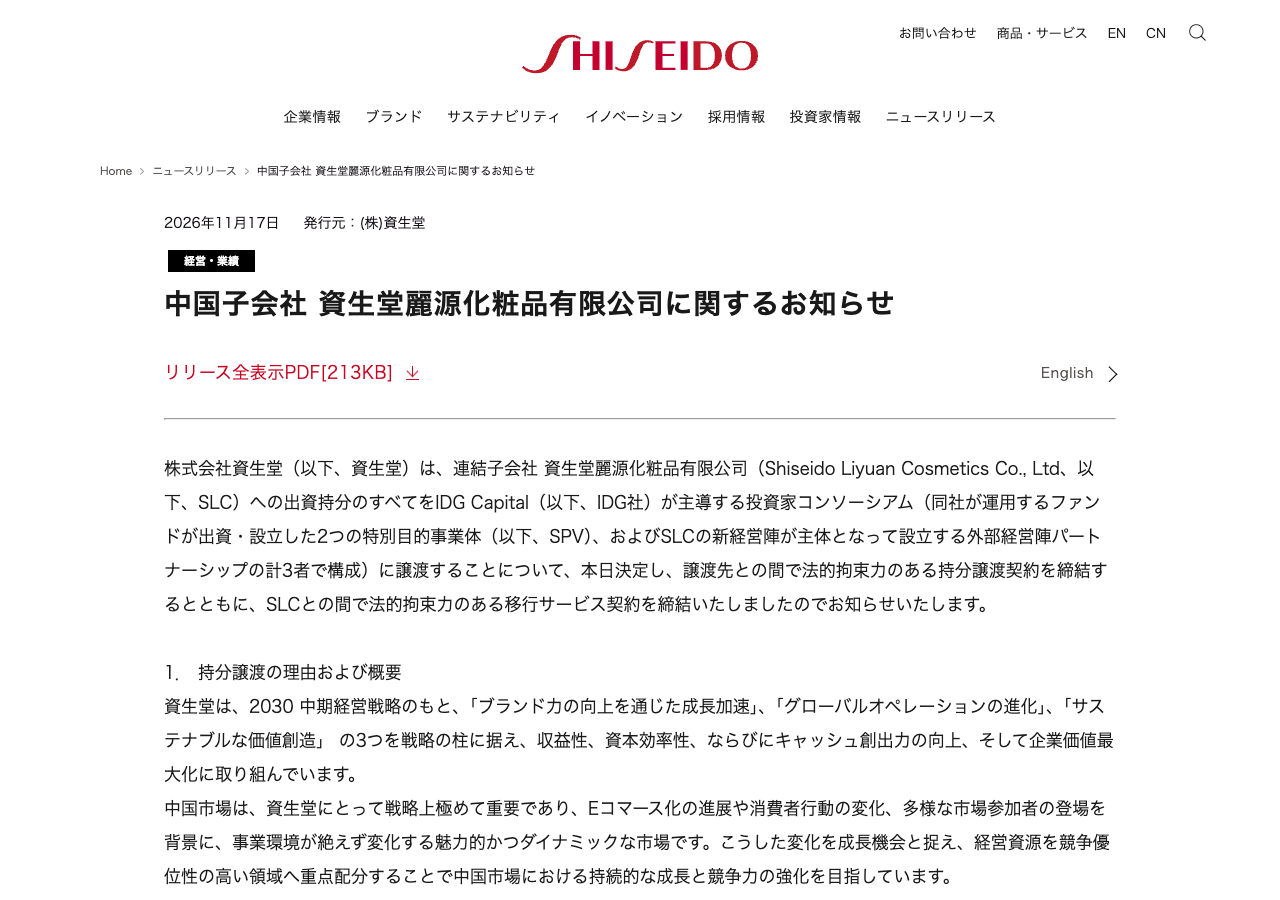 お問い合わせ 商品・サービス EN CN
SHISEIDO
企業情報 ブランド サステナビリティ イノベーション 採用情報 投資家情報 ニュースリリース
Home > ニュースリリース > 中国子会社 資生堂麗源化粧品有限公司に関するお知らせ
2026年11月17日 発行元：(株)資生堂
経営・業績
中国子会社 資生堂麗源化粧品有限公司に関するお知らせ
リリース全表示PDF[213KB]
English
株式会社資生堂（以下、資生堂）は、連結子会社 資生堂麗源化粧品有限公司（Shiseido Liyuan Cosmetics Co., Ltd、以
下、SLC）への出資持分のすべてをIDG Capital（以下、IDG社）が主導する投資家コンソーシアム（同社が運用するファン
ドが出資・設立した2つの特別目的事業体（以下、SPV）、およびSLCの新経営陣が主体となって設立する外部経営陣パート
ナーシップの計3者で構成）に譲渡することについて、本日決定し、譲渡先との間で法的拘束力のある持分譲渡契約を締結す
るとともに、SLCとの間で法的拘束力のある移行サービス契約を締結いたしましたのでお知らせいたします。
1． 持分譲渡の理由および概要
資生堂は、2030 中期経営戦略のもと、「ブランド力の向上を通じた成長加速」、「グローバルオペレーションの進化」、「サス
テナブルな価値創造」 の3つを戦略の柱に据え、収益性、資本効率性、ならびにキャッシュ創出力の向上、そして企業価値最
大化に取り組んでいます。
中国市場は、資生堂にとって戦略上極めて重要であり、Eコマース化の進展や消費者行動の変化、多様な市場参加者の登場を
背景に、事業環境が絶えず変化する魅力的かつダイナミックな市場です。こうした変化を成長機会と捉え、経営資源を競争優
位性の高い領域へ重点配分することで中国市場における持続的な成長と競争力の強化を目指しています。